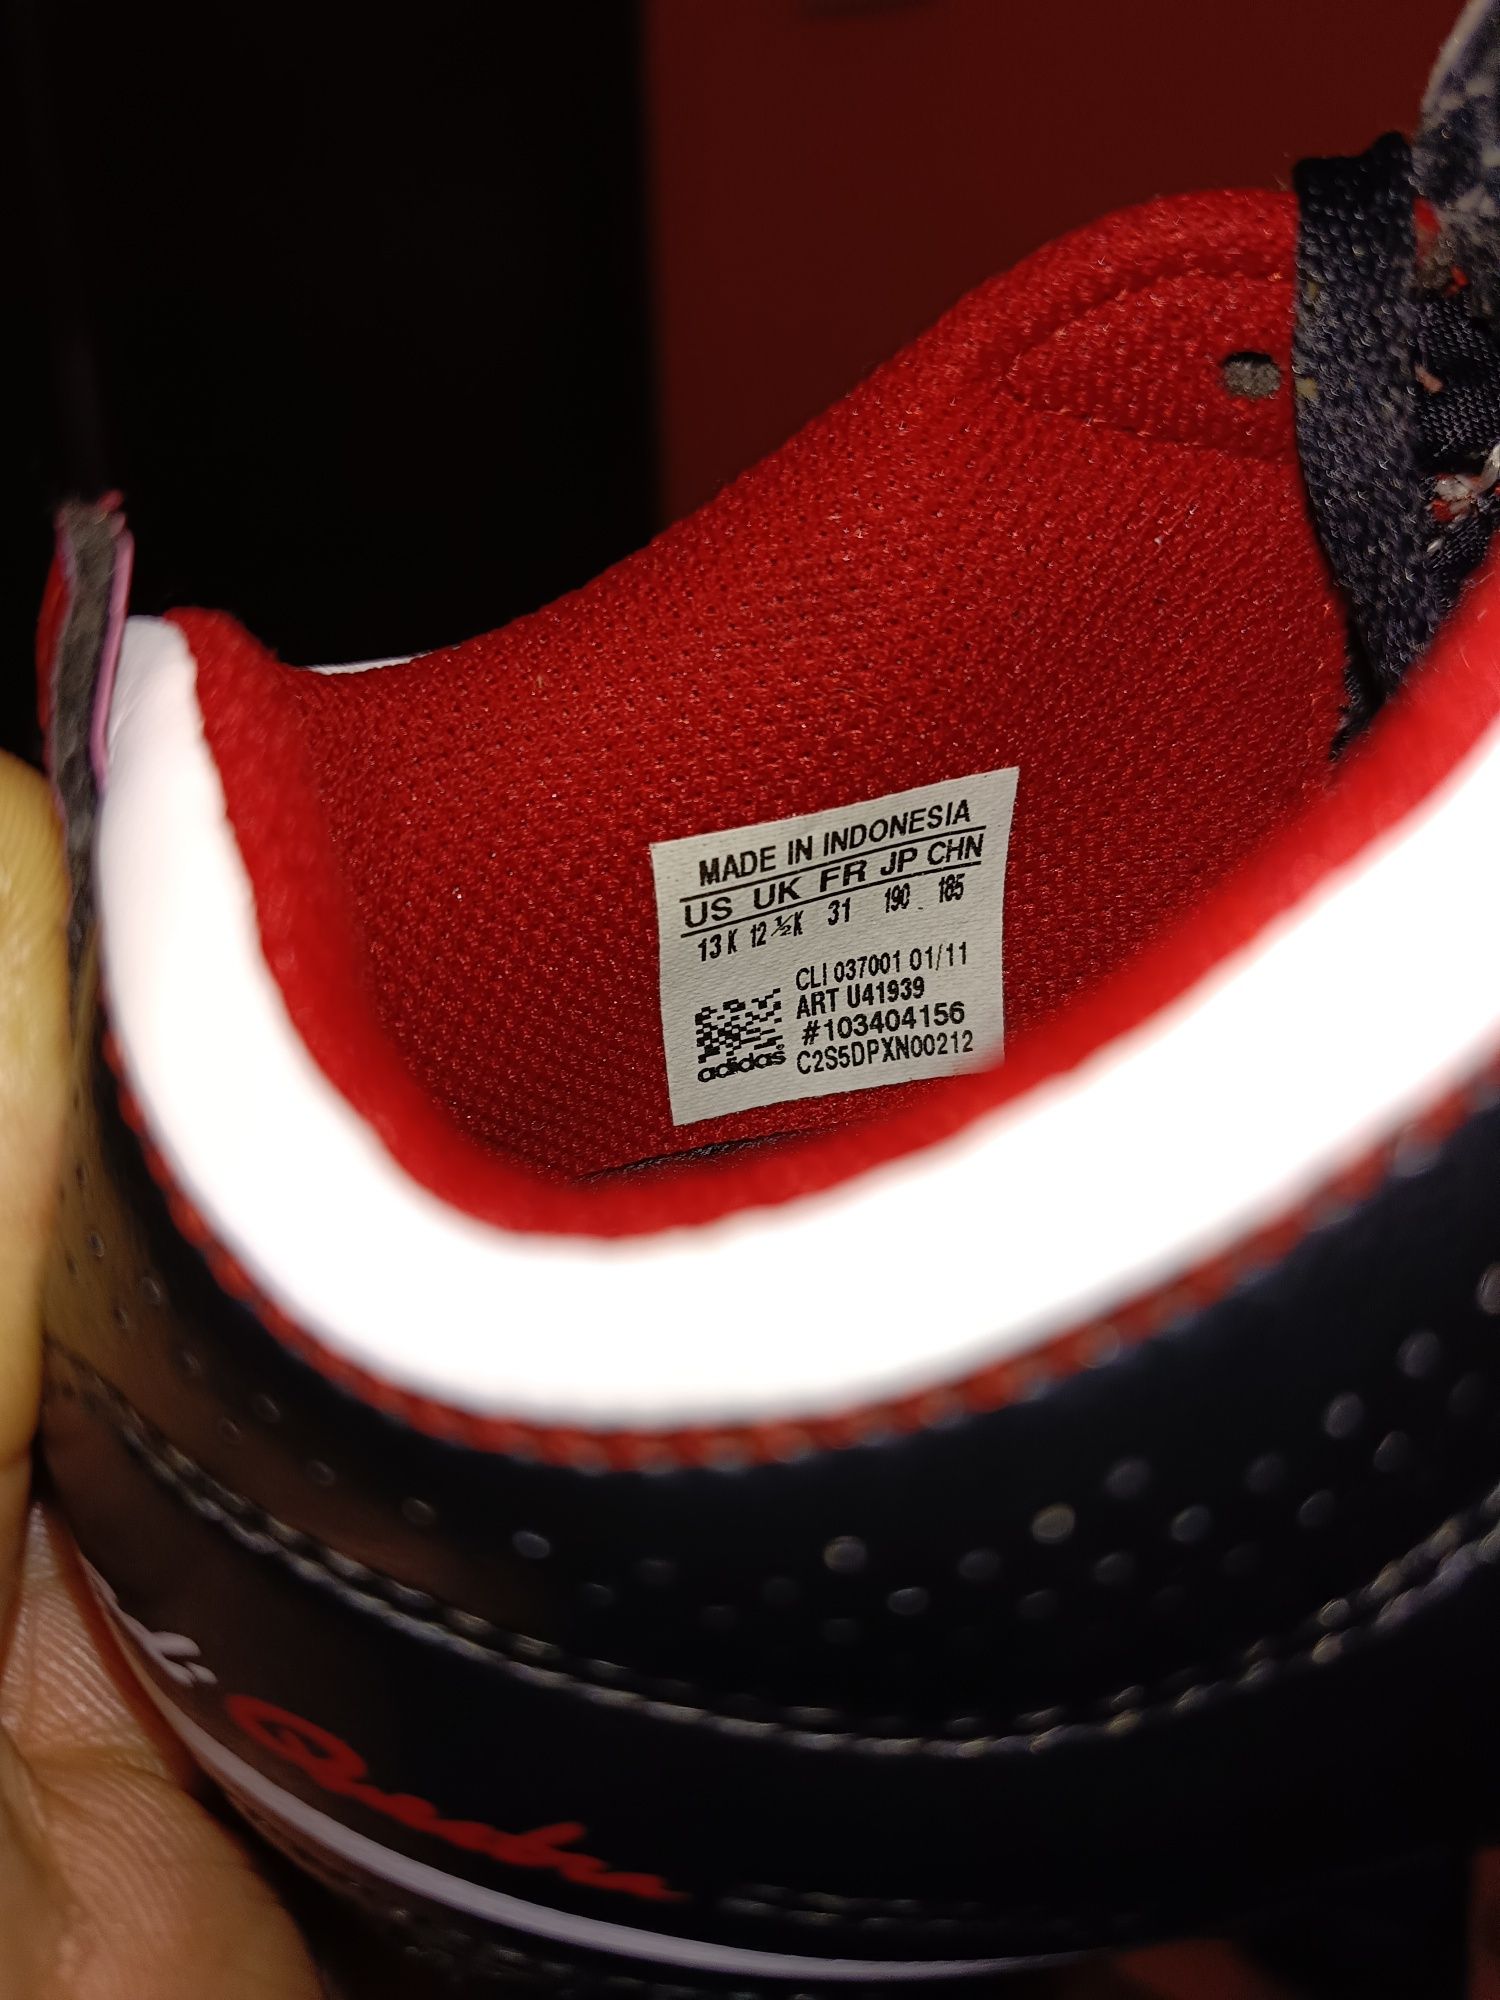 MADE IN INDONESIA
US UK FR JP CHN
13 K 12 ½K 31 190 185
CLI 037001 01/11
ART U41939
#103404156
adidas C2S5DPXN00212